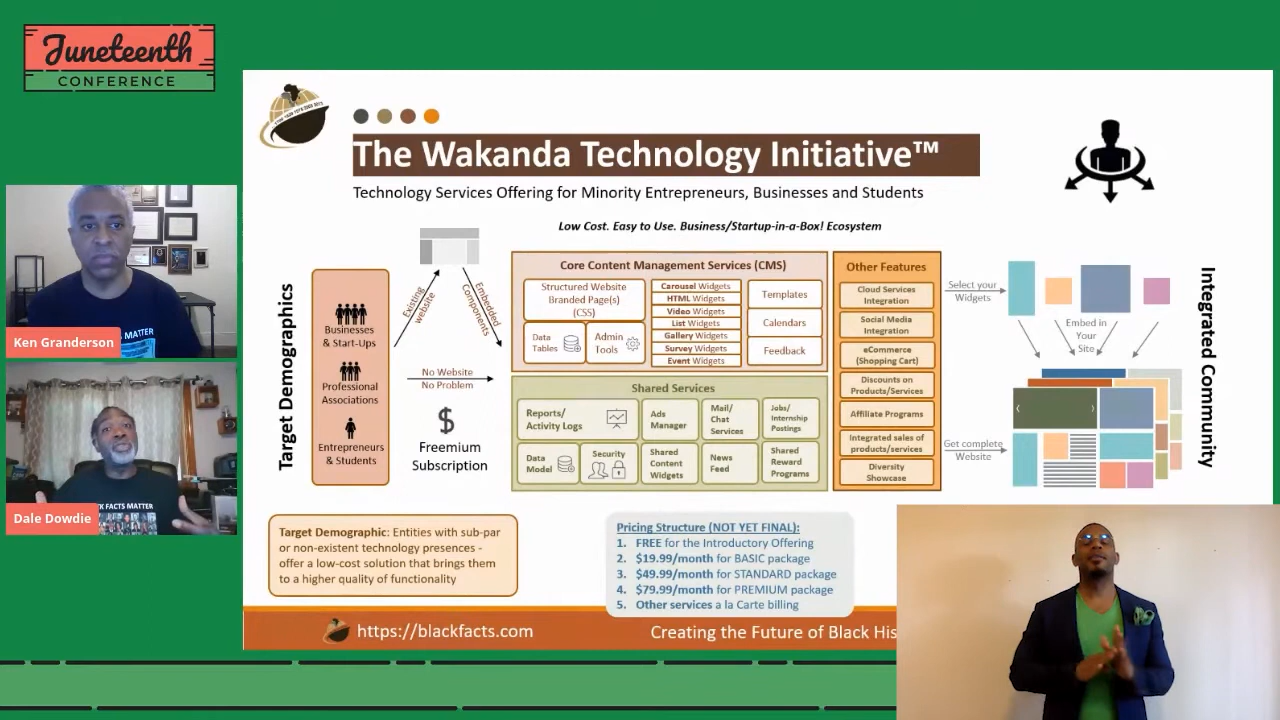 Juneteenth
CONFERENCE
The Wakanda Technology Initiative™
Technology Services Offering for Minority Entrepreneurs, Businesses and Students
Low Cost. Easy to Use. Business/Startup-in-a-Box! Ecosystem
Target Demographics
Businesses
& Start-Ups
Professional
Associations
Entrepreneurs
& Students
Existing
website
Embedded
Components
No Website
No Problem
$
Freemium
Subscription
Core Content Management Services (CMS)
Structured Website
Branded Page(s)
(CSS)
Data
Tables
Admin
Tools
Carousel Widgets
HTML Widgets
Video Widgets
List Widgets
Gallery Widgets
Survey Widgets
Event Widgets
Templates
Calendars
Feedback
Shared Services
Reports/
Activity Logs
Ads
Manager
Mail/
Chat
Services
Jobs/
Internship
Postings
Data
Model
Security
Shared
Content
Widgets
News
Feed
Shared
Reward
Programs
Other Features
Cloud Services
Integration
Social Media
Integration
eCommerce
(Shopping Cart)
Discounts on
Products/Services
Affiliate Programs
Integrated sales of
products/services
Diversity
Showcase
Select your
Widgets
Embed in
Your
Site
Get complete
Website
Integrated Community
Ken Granderson
MATTER
Dale Dowdie
CK FACTS MATTER
Target Demographic: Entities with sub-par
or non-existent technology presences -
offer a low-cost solution that brings them
to a higher quality of functionality
Pricing Structure (NOT YET FINAL):
1. FREE for the Introductory Offering
2. $19.99/month for BASIC package
3. $49.99/month for STANDARD package
4. $79.99/month for PREMIUM package
5. Other services a la Carte billing
https://blackfacts.com
Creating the Future of Black His